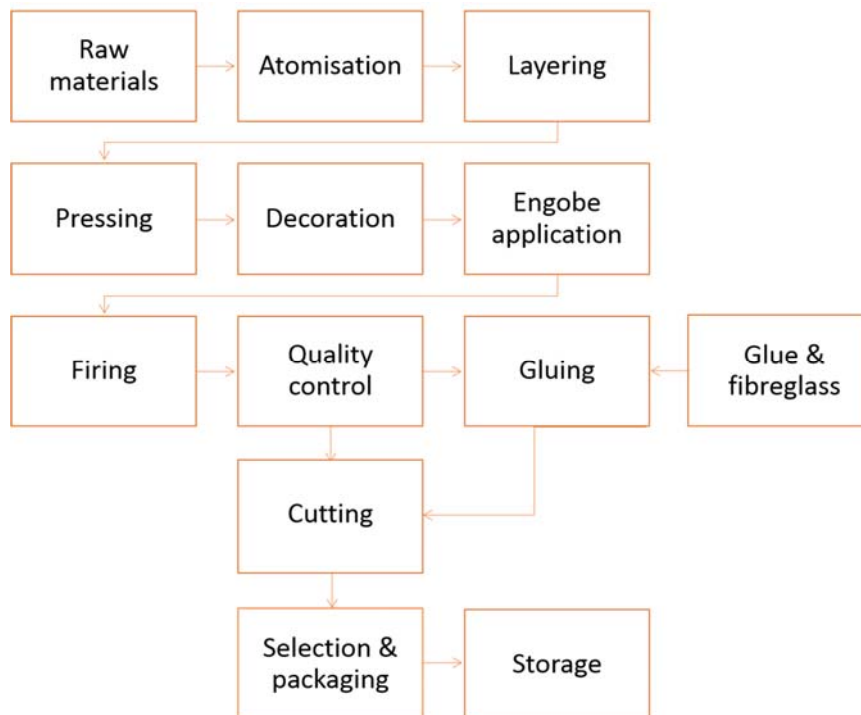 Raw
materials
Atomisation
Layering
Pressing
Decoration
Engobe
application
Firing
Quality
control
Gluing
Glue &
fibreglass
Cutting
Selection &
packaging
Storage